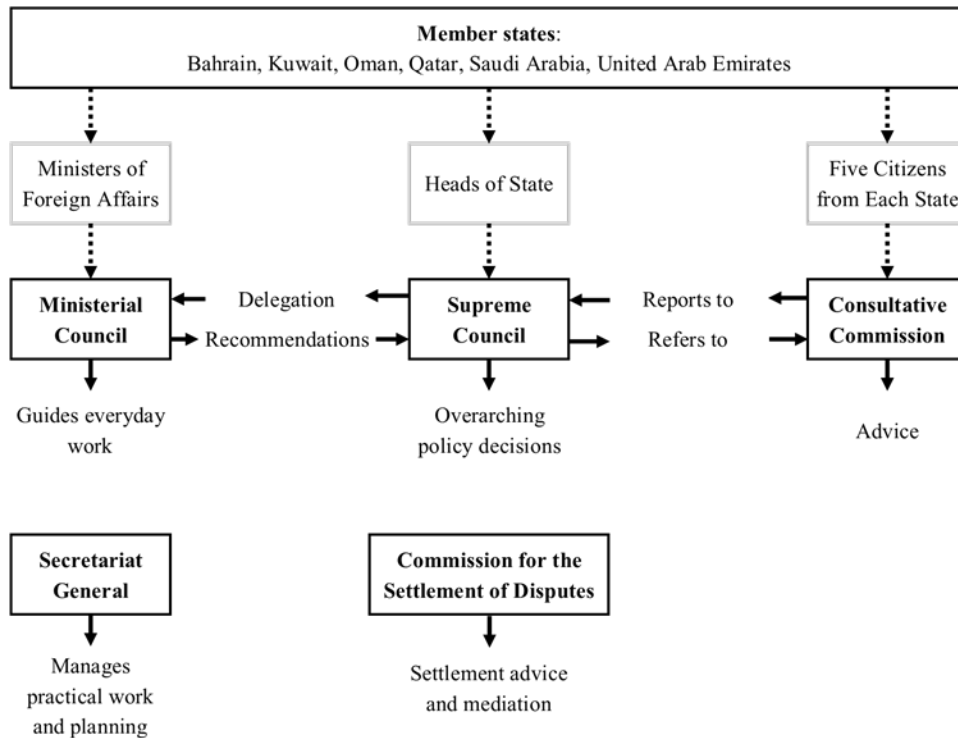 Member states:
Bahrain, Kuwait, Oman, Qatar, Saudi Arabia, United Arab Emirates
Ministers of
Foreign Affairs
Heads of State
Five Citizens
from Each State
Ministerial
Council
Delegation
Recommendations
Supreme
Council
Reports to
Refers to
Consultative
Commission
Guides everyday
work
Overarching
policy decisions
Advice
Secretariat
General
Commission for the
Settlement of Disputes
Manages
practical work
and planning
Settlement advice
and mediation